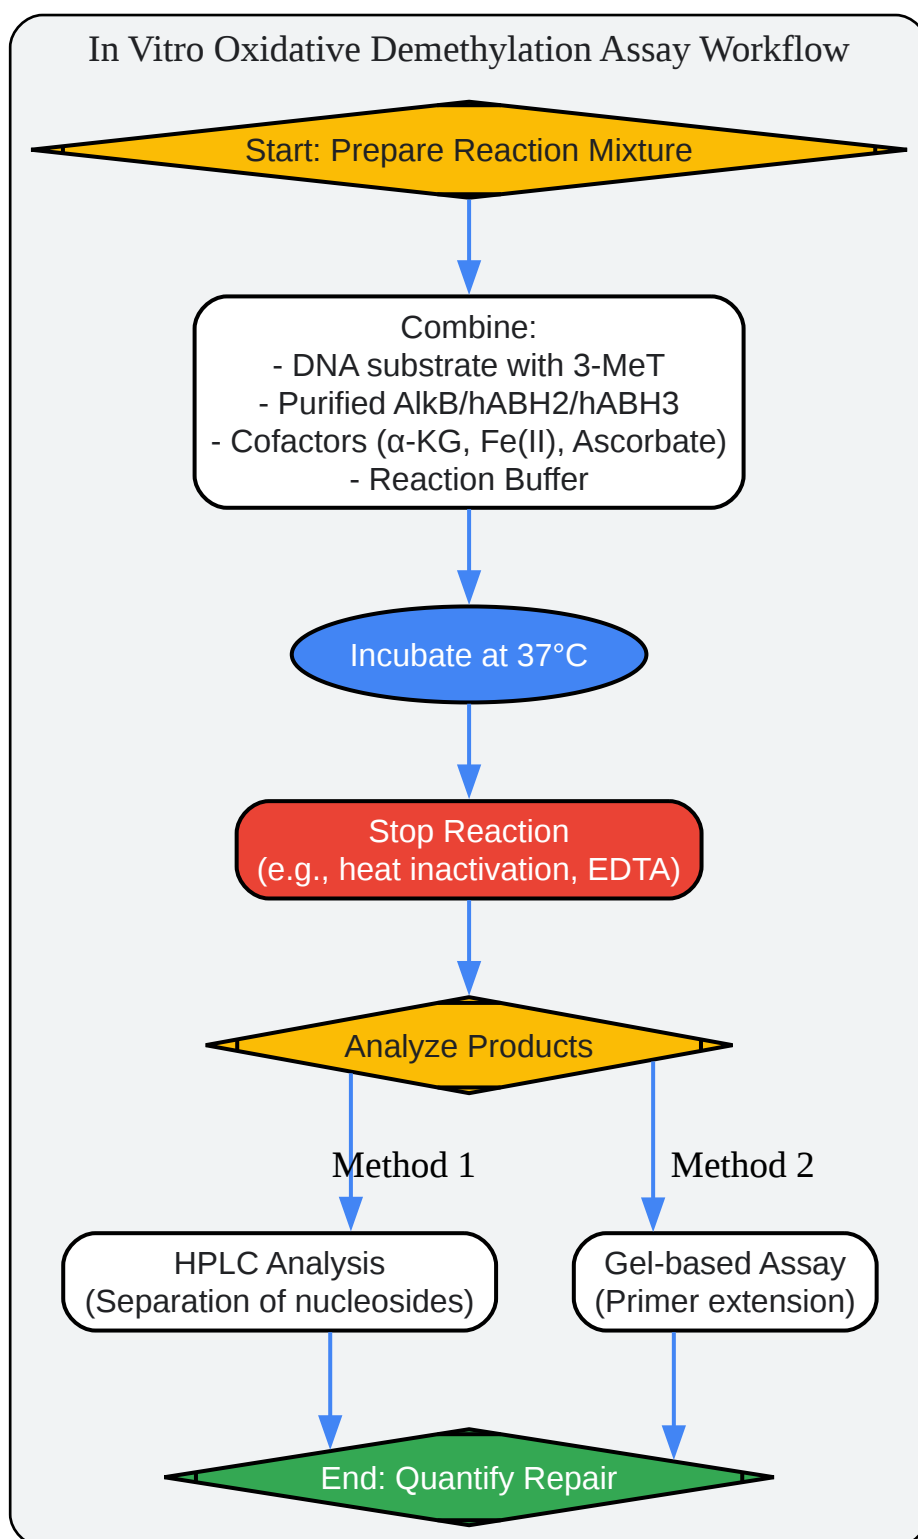 In Vitro Oxidative Demethylation Assay Workflow
Start: Prepare Reaction Mixture
Combine:
- DNA substrate with 3-MeT
- Purified AlkB/hABH2/hABH3
- Cofactors (α-KG, Fe(II), Ascorbate)
- Reaction Buffer
Incubate at 37°C
Stop Reaction
(e.g., heat inactivation, EDTA)
Analyze Products
Method 1
Method 2
HPLC Analysis
(Separation of nucleosides)
Gel-based Assay
(Primer extension)
End: Quantify Repair